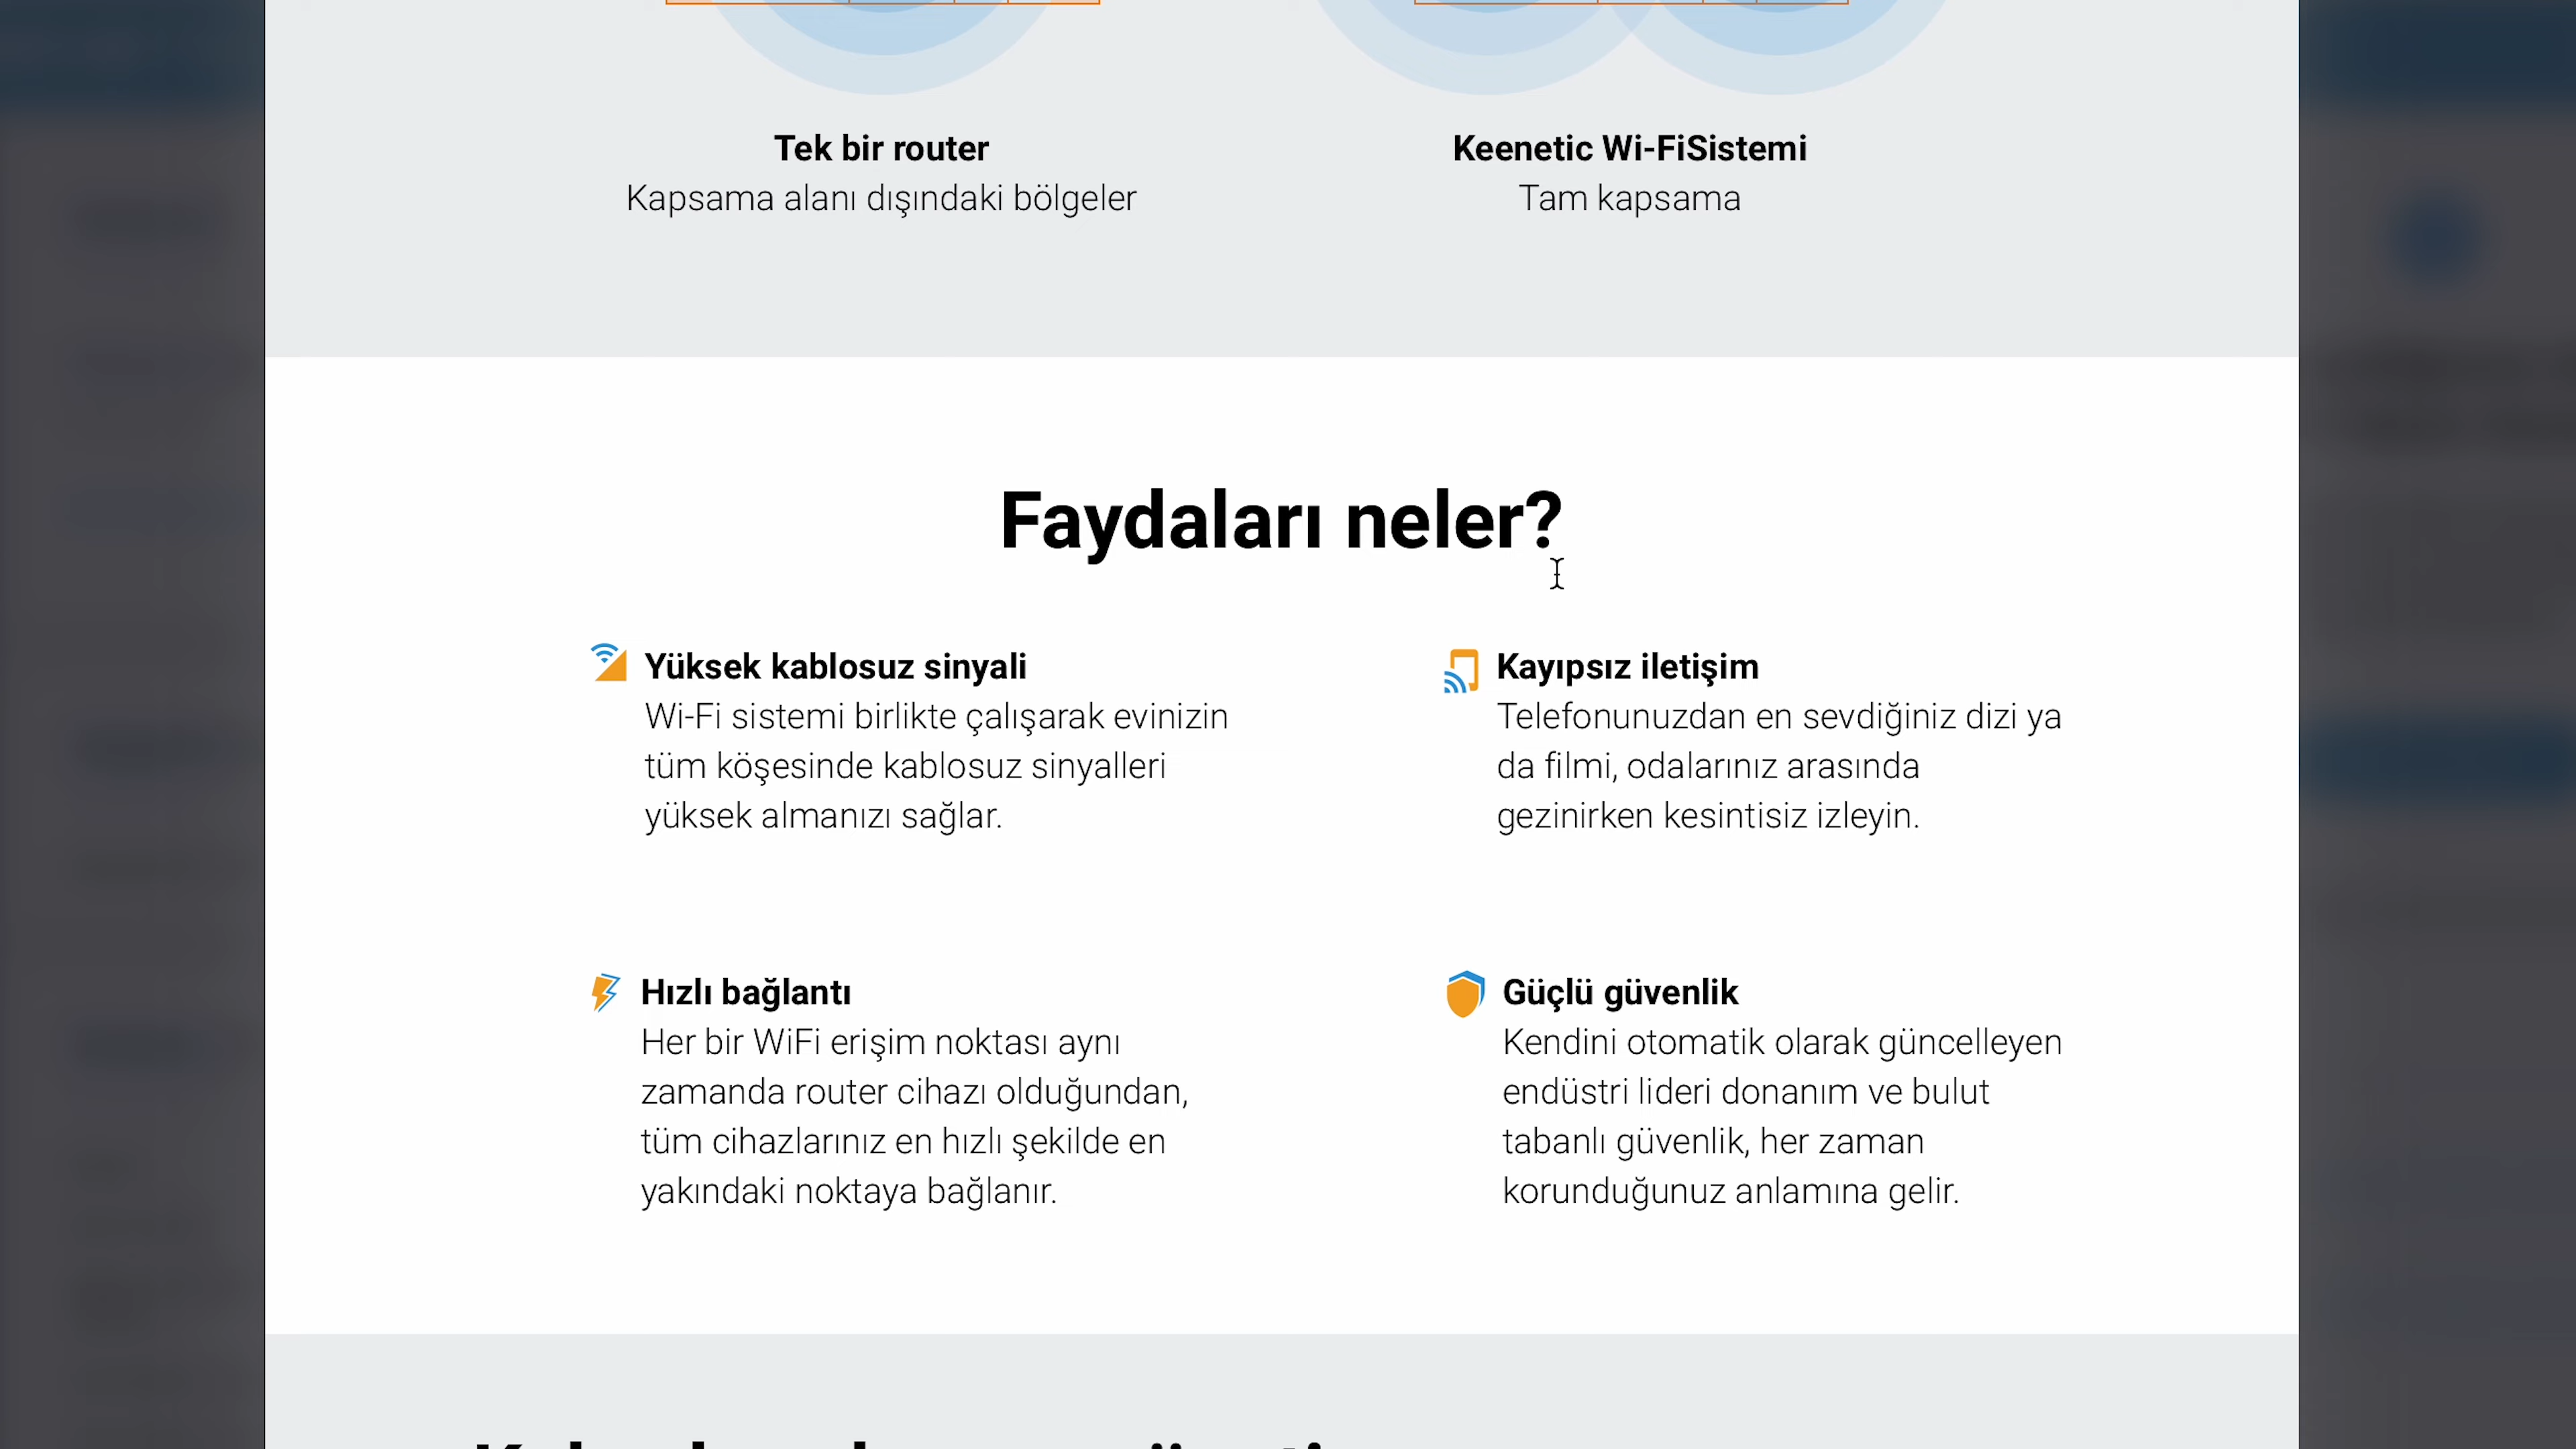 Tek bir router
Kapsama alanı dışındaki bölgeler
Keenetic Wi-FiSistemi
Tam kapsama
Faydaları neler?
Yüksek kablosuz sinyali
Wi-Fi sistemi birlikte çalışarak evinizin
tüm köşesinde kablosuz sinyalleri
yüksek almanızı sağlar.
Kayıpsız iletişim
Telefonunuzdan en sevdiğiniz dizi ya
da filmi, odalarınız arasında
gezinirken kesintisiz izleyin.
Hızlı bağlantı
Her bir WiFi erişim noktası aynı
zamanda router cihazı olduğundan,
tüm cihazlarınız en hızlı şekilde en
yakındaki noktaya bağlanır.
Güçlü güvenlik
Kendini otomatik olarak güncelleyen
endüstri lideri donanım ve bulut
tabanlı güvenlik, her zaman
korunduğunuz anlamına gelir.